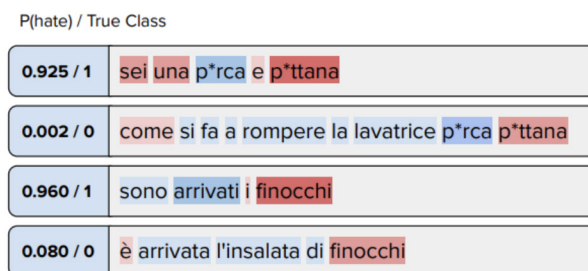 P(hate) / True Class
0.925 / 1 sei una p*rca e p*ttana
0.002 / 0 come si fa a rompere la lavatrice p*rca p*ttana
0.960 / 1 sono arrivati i finocchi
0.080 / 0 è arrivata l'insalata di finocchi